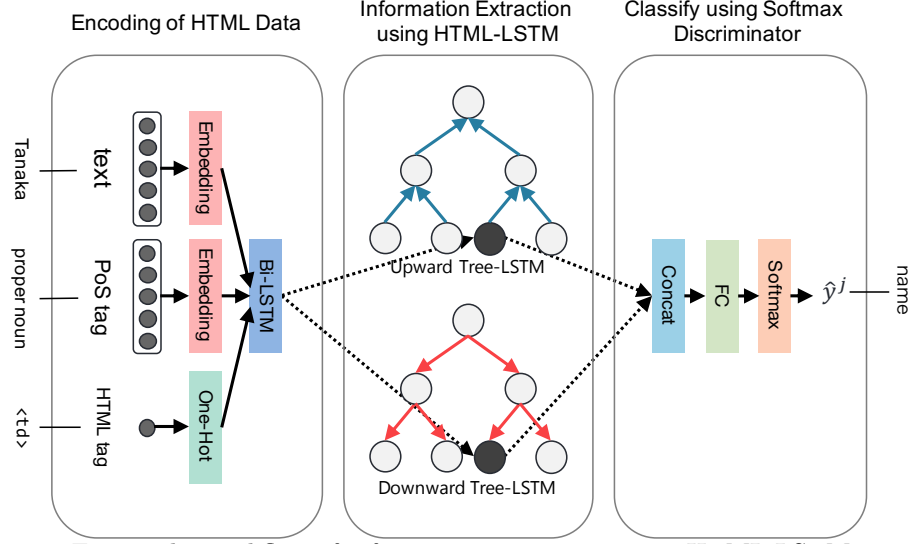 Encoding of HTML Data
Information Extraction
using HTML-LSTM
Classify using Softmax
Discriminator
Tanaka
text
Embedding
proper noun
PoS tag
Embedding
<td>
HTML tag
One-Hot
Bi-LSTM
Upward Tree-LSTM
Downward Tree-LSTM
Concat
FC
Softmax
ŷ^j
name